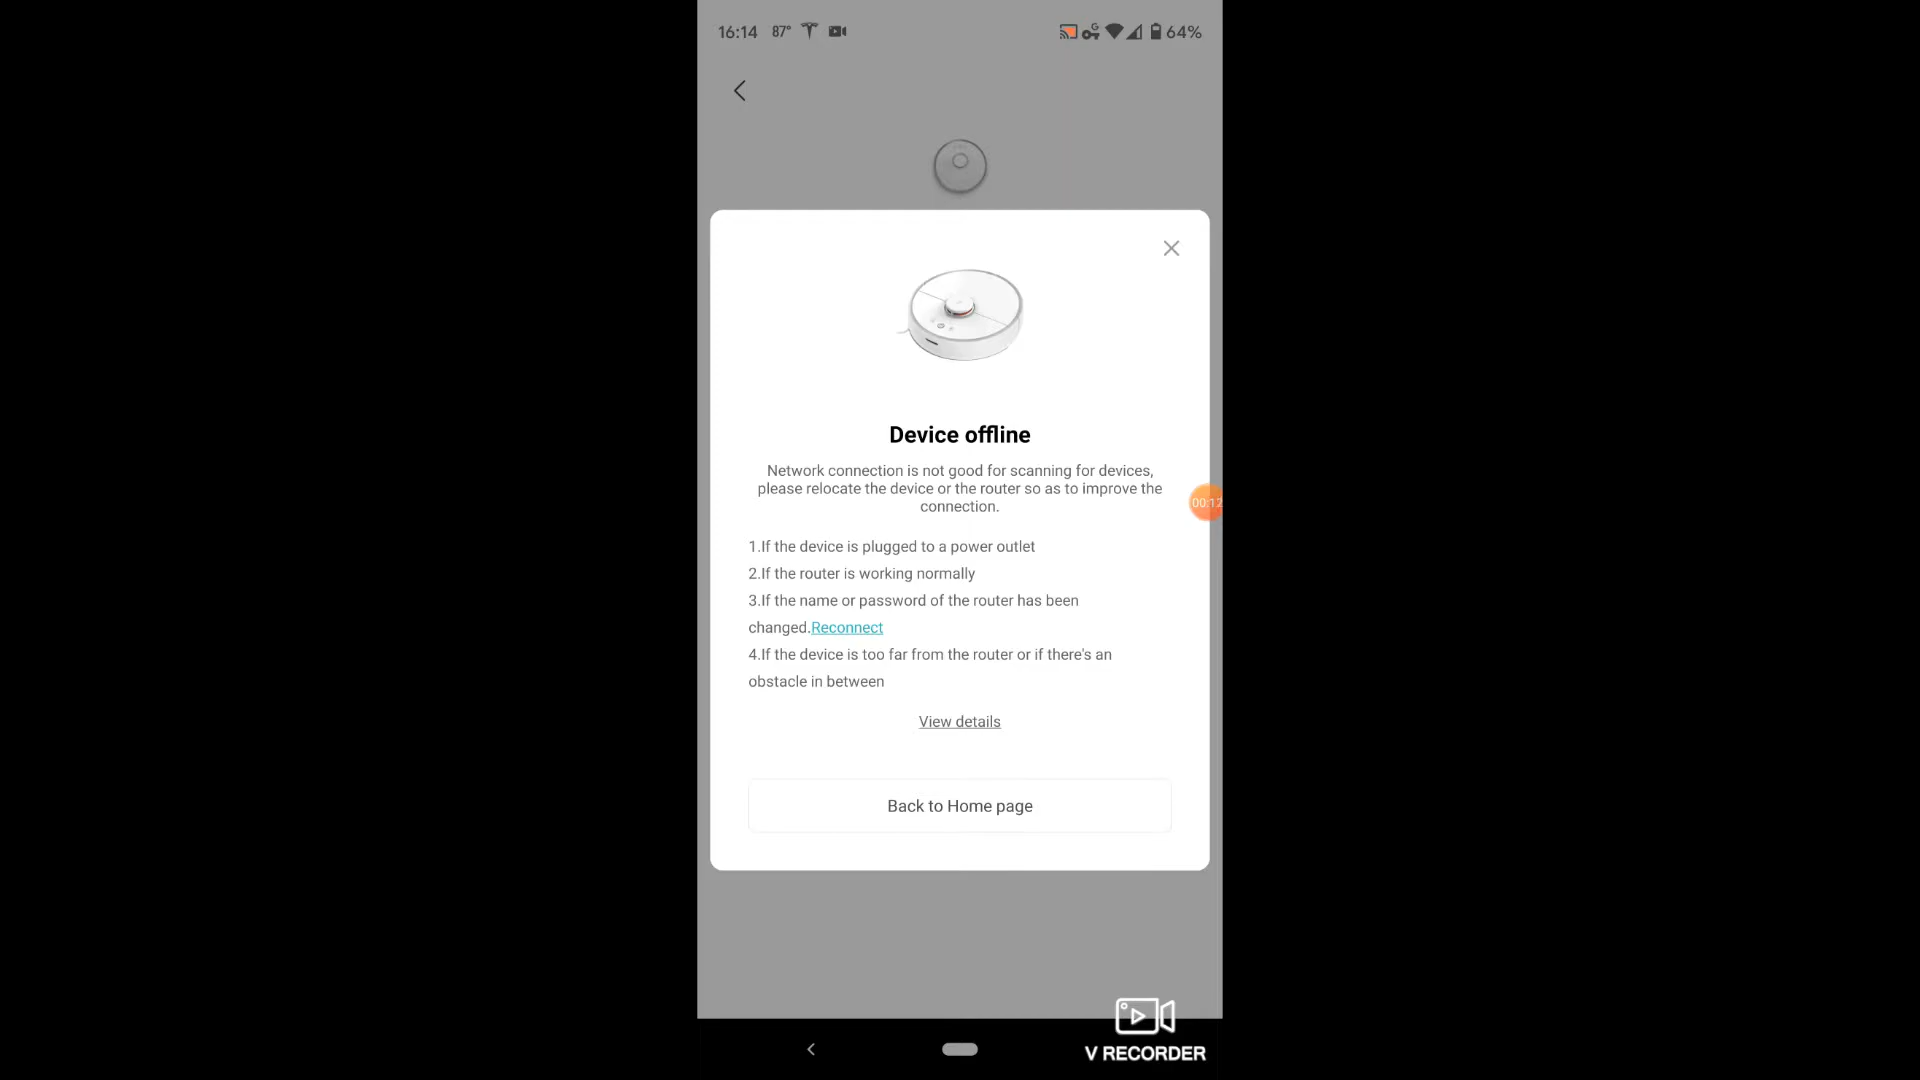 16:14 87° 64%
Device offline
Network connection is not good for scanning for devices,
please relocate the device or the router so as to improve the
connection.
00:12
1.If the device is plugged to a power outlet
2.If the router is working normally
3.If the name or password of the router has been
changed.Reconnect
4.If the device is too far from the router or if there's an
obstacle in between
View details
Back to Home page
V RECORDER